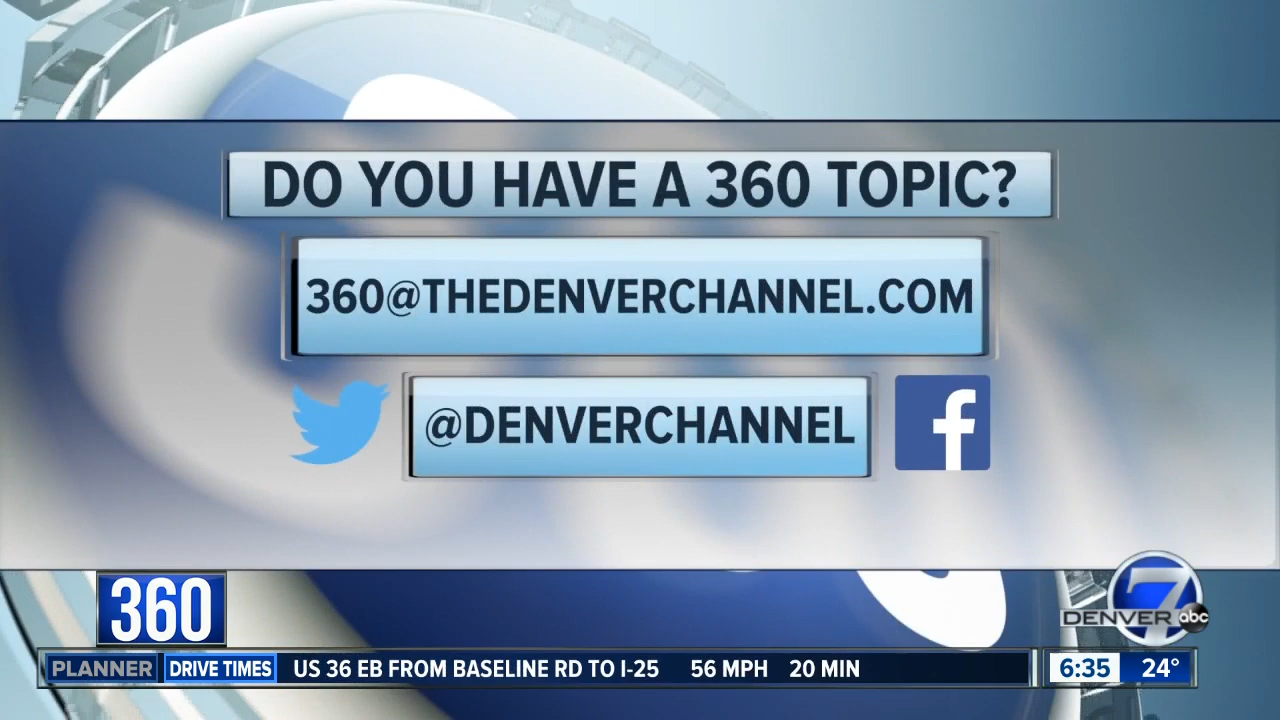 DO YOU HAVE A 360 TOPIC?
360@THEDENVERCHANNEL.COM
@DENVERCHANNEL
f
360
DENVER 7 abc
PLANNER DRIVE TIMES US 36 EB FROM BASELINE RD TO I-25 56 MPH 20 MIN 6:35 24°